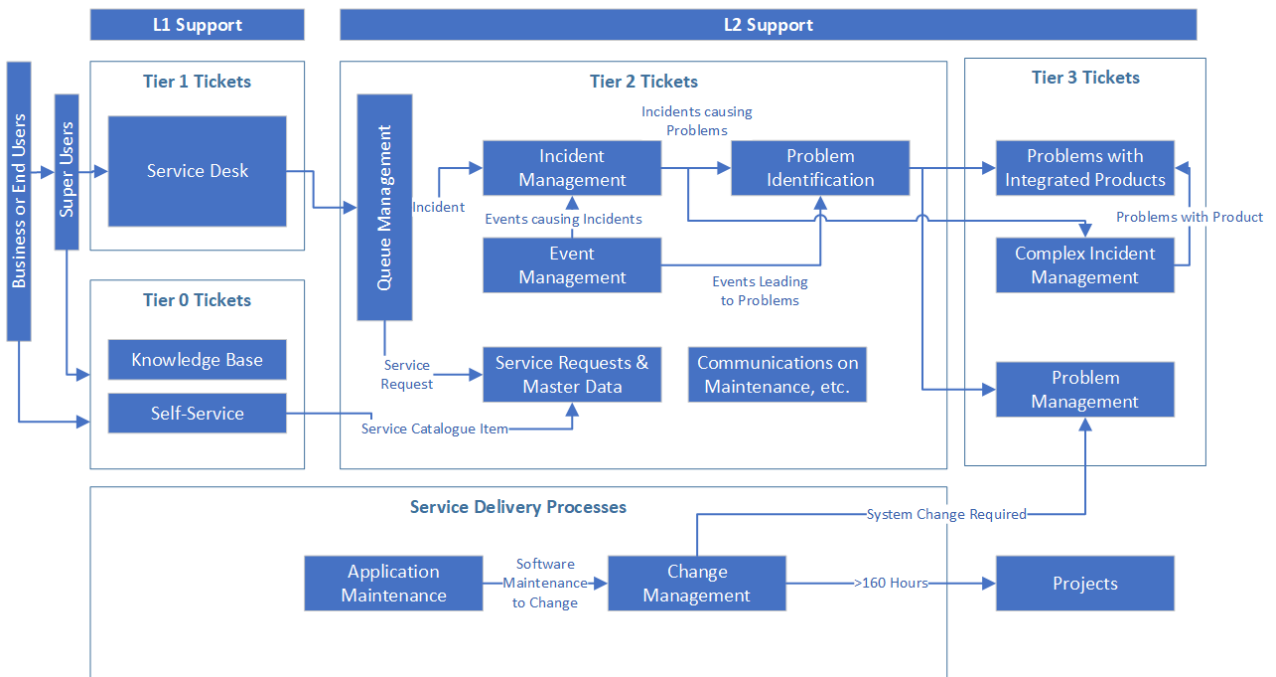 L1 Support
L2 Support
Business or End Users
Super Users
Tier 1 Tickets
Service Desk
Tier 0 Tickets
Knowledge Base
Self-Service
Tier 2 Tickets
Queue Management
Incident
Incident
Management
Incidents causing
Problems
Problem
Identification
Events causing Incidents
Event
Management
Events Leading
to Problems
Service
Request
Service Requests &
Master Data
Communications on
Maintenance, etc.
Service Catalogue Item
Tier 3 Tickets
Problems with
Integrated Products
Problems with Product
Complex Incident
Management
Problem
Management
Service Delivery Processes
System Change Required
Application
Maintenance
Software
Maintenance
to Change
Change
Management
>160 Hours
Projects